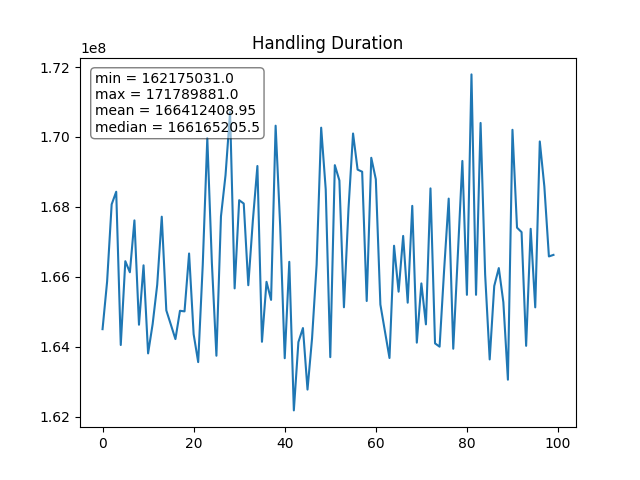 Handling Duration
1e8
1.72
1.70
1.68
1.66
1.64
1.62
min = 162175031.0
max = 171789881.0
mean = 166412408.95
median = 166165205.5
0 20 40 60 80 100